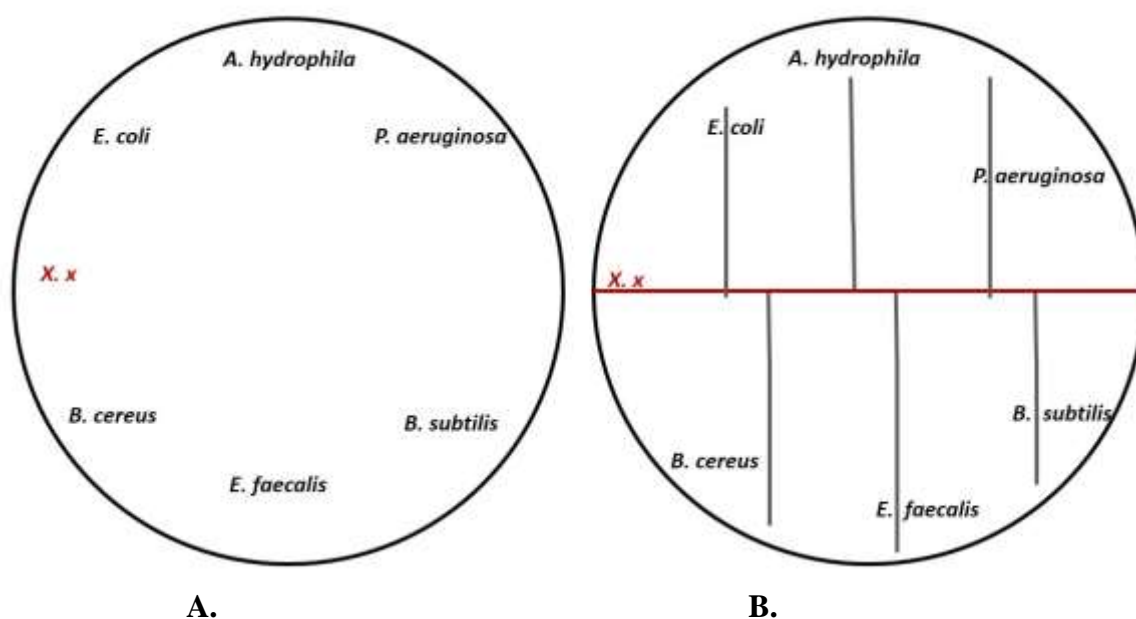 A. hydrophila
E. coli
P. aeruginosa
X. x
B. cereus
B. subtilis
E. faecalis
A.
A. hydrophila
E. coli
P. aeruginosa
X. x
B. subtilis
B. cereus
E. faecalis
B.